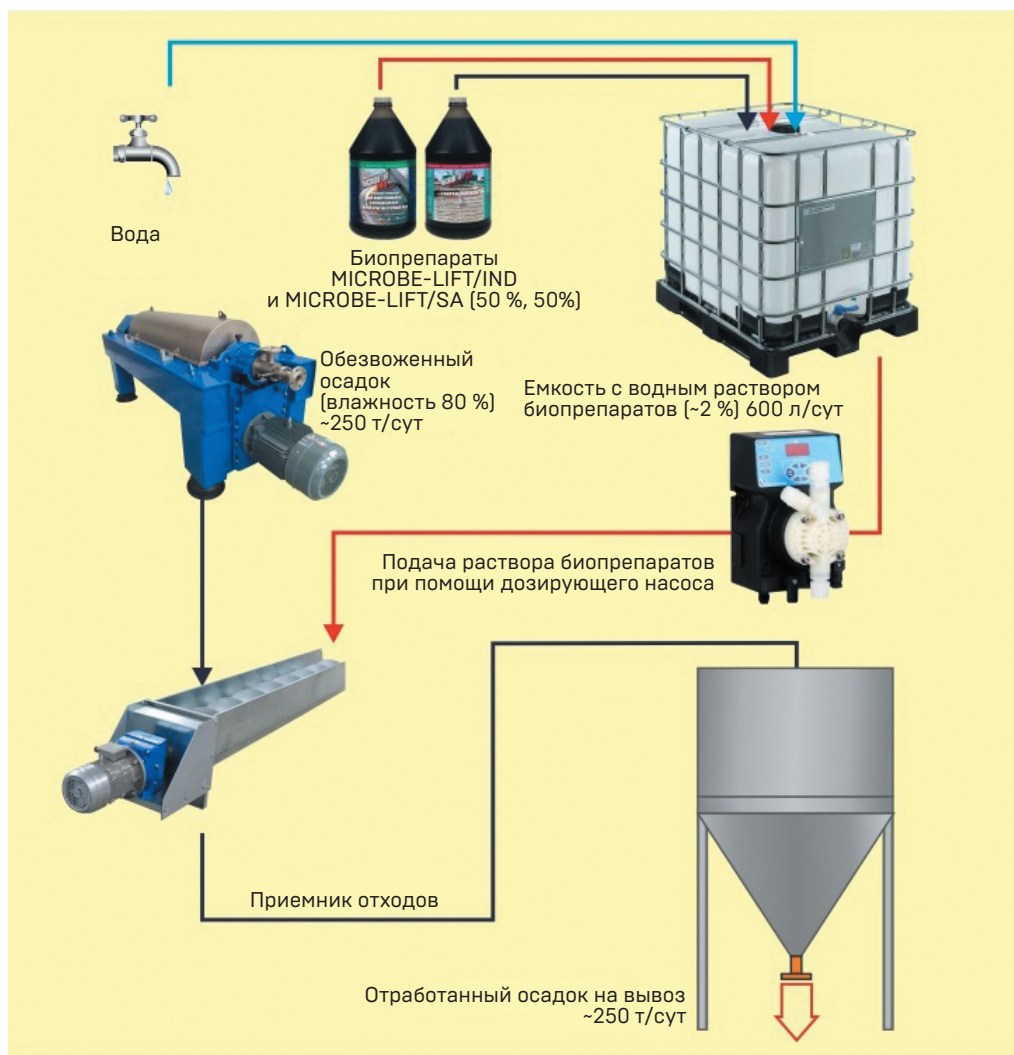 Вода
Биопрепараты
MICROBE-LIFT/IND
и MICROBE-LIFT/SA (50 %, 50%)
Обезвоженный
осадок
(влажность 80 %)
~250 т/сут
Емкость с водным раствором
биопрепаратов (~2 %) 600 л/сут
Подача раствора биопрепаратов
при помощи дозирующего насоса
Приемник отходов
Отработанный осадок на вывоз
~250 т/сут